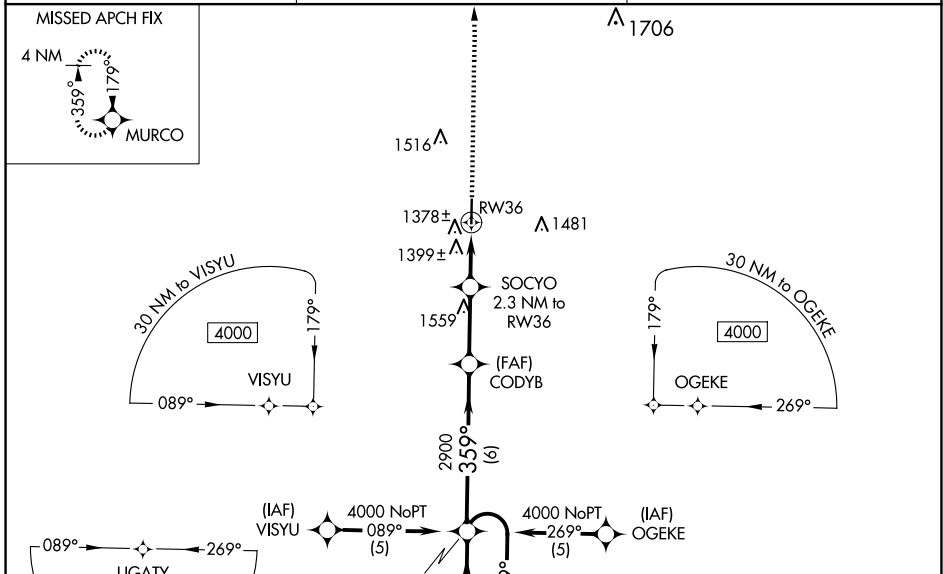 MISSED APCH FIX
4 NM
359°
179°
MURCO
1706
1516
RW36
1378±
1481
1399±
SOCYO
2.3 NM to
RW36
1559
30 NM to VISYU
4000
179°
VISYU
089°
30 NM to OGEKE
179°
4000
OGEKE
269°
(FAF)
CODYB
2900
359°
(6)
(IAF)
VISYU
4000 NoPT
089°
(5)
4000 NoPT
269°
(5)
(IAF)
OGEKE
089°
269°